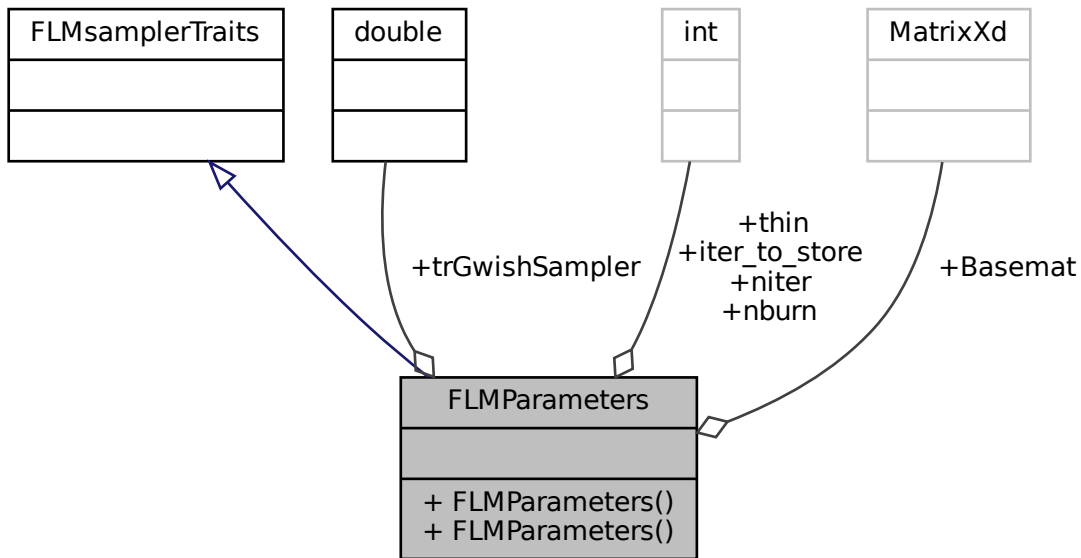 FLMsamplerTraits
double
int
MatrixXd
+trGwishSampler
+thin
+iter_to_store
+niter
+nburn
+Basemat
FLMParameters
+ FLMParameters()
+ FLMParameters()